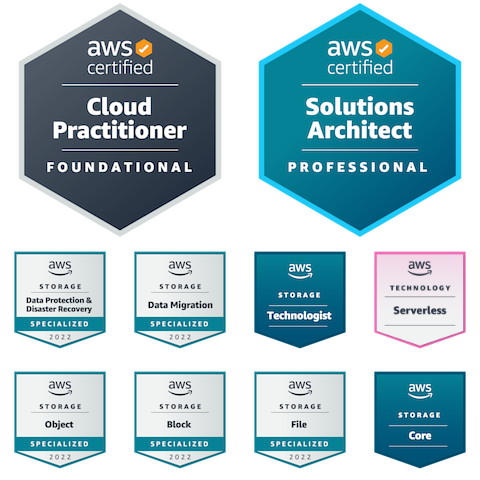 aws
certified
Cloud
Practitioner
FOUNDATIONAL
aws
certified
Solutions
Architect
PROFESSIONAL
aws
STORAGE
Data Protection &
Disaster Recovery
SPECIALIZED
2022
aws
STORAGE
Data Migration
SPECIALIZED
2022
aws
STORAGE
Technologist
aws
TECHNOLOGY
Serverless
aws
STORAGE
Object
SPECIALIZED
2022
aws
STORAGE
Block
SPECIALIZED
2022
aws
STORAGE
File
SPECIALIZED
2022
aws
STORAGE
Core